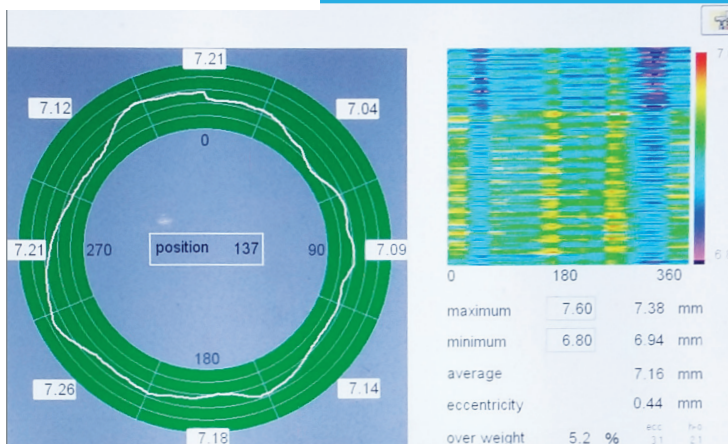 7.21
7.12
7.04
0
7.21
270
position 137
90
7.09
180
7.26
7.14
7.18
0 180 360
maximum 7.60 7.38 mm
minimum 6.80 6.94 mm
average 7.16 mm
eccentricity 0.44 mm
over weight 5.2 %
ecc